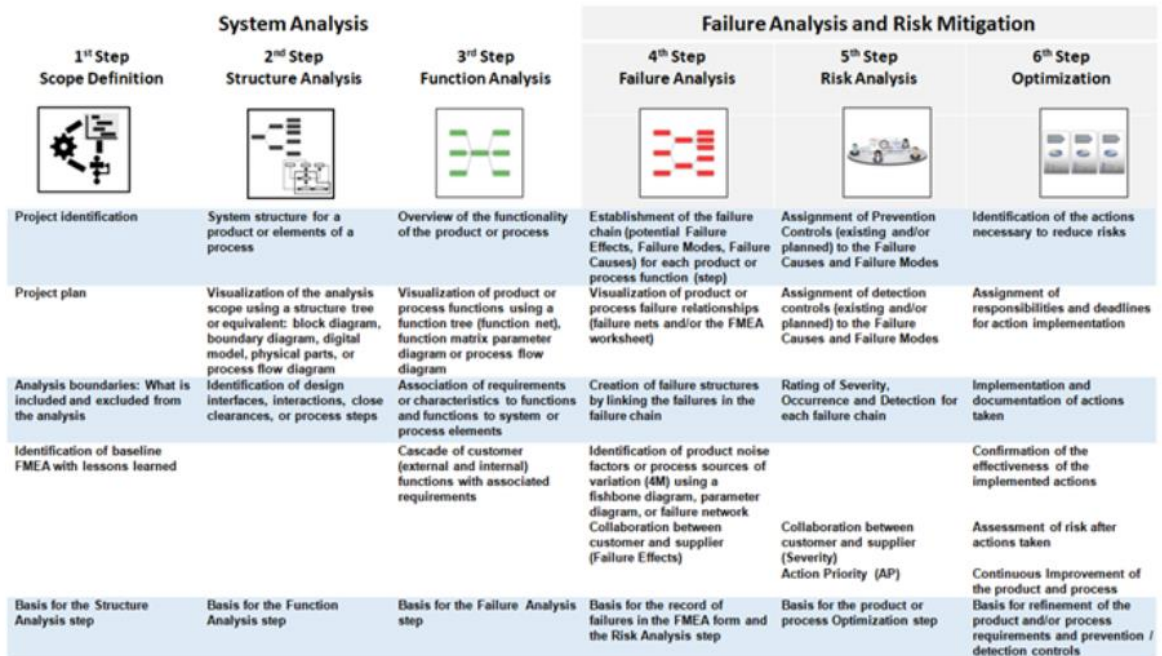 System Analysis
Failure Analysis and Risk Mitigation
1st Step
Scope Definition
2nd Step
Structure Analysis
3rd Step
Function Analysis
4th Step
Failure Analysis
5th Step
Risk Analysis
6th Step
Optimization
Project identification
System structure for a
product or elements of a
process
Overview of the functionality
of the product or process
Establishment of the failure
chain (potential Failure
Effects, Failure Modes, Failure
Causes) for each product or
process function (step)
Assignment of Prevention
Controls (existing and/or
planned) to the Failure
Causes and Failure Modes
Identification of the actions
necessary to reduce risks
Project plan
Visualization of the analysis
scope using a structure tree
or equivalent: block diagram,
boundary diagram, digital
model, physical parts, or
process flow diagram
Visualization of product or
process functions using a
function tree (function net),
function matrix parameter
diagram or process flow
diagram
Visualization of product or
process failure relationships
(failure nets and/or the FMEA
worksheet)
Assignment of detection
controls (existing and/or
planned) to the Failure
Causes and Failure Modes
Assignment of
responsibilities and deadlines
for action implementation
Analysis boundaries: What is
included and excluded from
the analysis
Identification of design
interfaces, interactions, close
clearances, or process steps
Association of requirements
or characteristics to functions
and functions to system or
process elements
Creation of failure structures
by linking the failures in the
failure chain
Rating of Severity,
Occurrence and Detection for
each failure chain
Implementation and
documentation of actions
taken
Identification of baseline
FMEA with lessons learned
Cascade of customer
(external and internal)
functions with associated
requirements
Identification of product noise
factors or process sources of
variation (4M) using a
fishbone diagram, parameter
diagram, or failure network
Confirmation of the
effectiveness of the
implemented actions
Collaboration between
customer and supplier
(Failure Effects)
Collaboration between
customer and supplier
(Severity)
Action Priority (AP)
Assessment of risk after
actions taken
Continuous Improvement of
the product and process
Basis for the Structure
Analysis step
Basis for the Function
Analysis step
Basis for the Failure Analysis
step
Basis for the record of
failures in the FMEA form and
the Risk Analysis step
Basis for the product or
process Optimization step
Basis for refinement of the
product and/or process
requirements and prevention /
detection controls